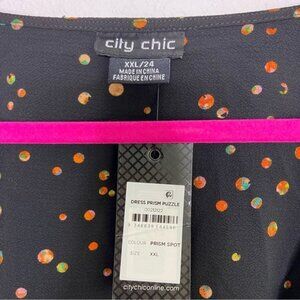 city chic
XXL/24
MADE IN CHINA
FABRIQUE EN CHINE
DRESS PRISM PUZZLE
COLOUR: PRISM SPOT
SIZE: XXL
citychiconline.com